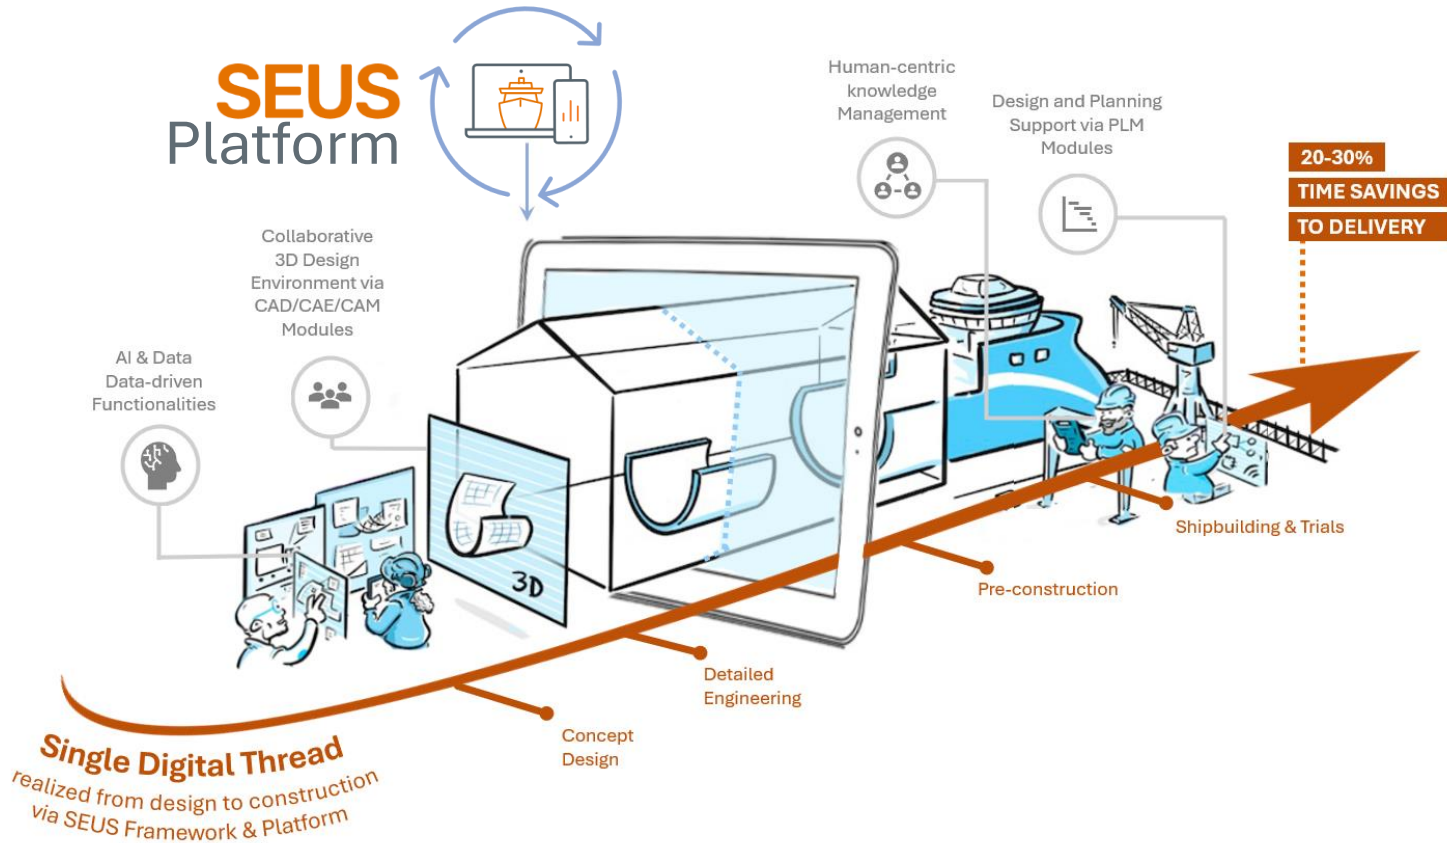 SEUS
Platform
Human-centric
knowledge
Management
Design and Planning
Support via PLM
Modules
20-30%
TIME SAVINGS
TO DELIVERY
Collaborative
3D Design
Environment via
CAD/CAE/CAM
Modules
AI & Data
Data-driven
Functionalities
3D
Shipbuilding & Trials
Pre-construction
Detailed
Engineering
Concept
Design
Single Digital Thread
realized from design to construction
via SEUS Framework & Platform